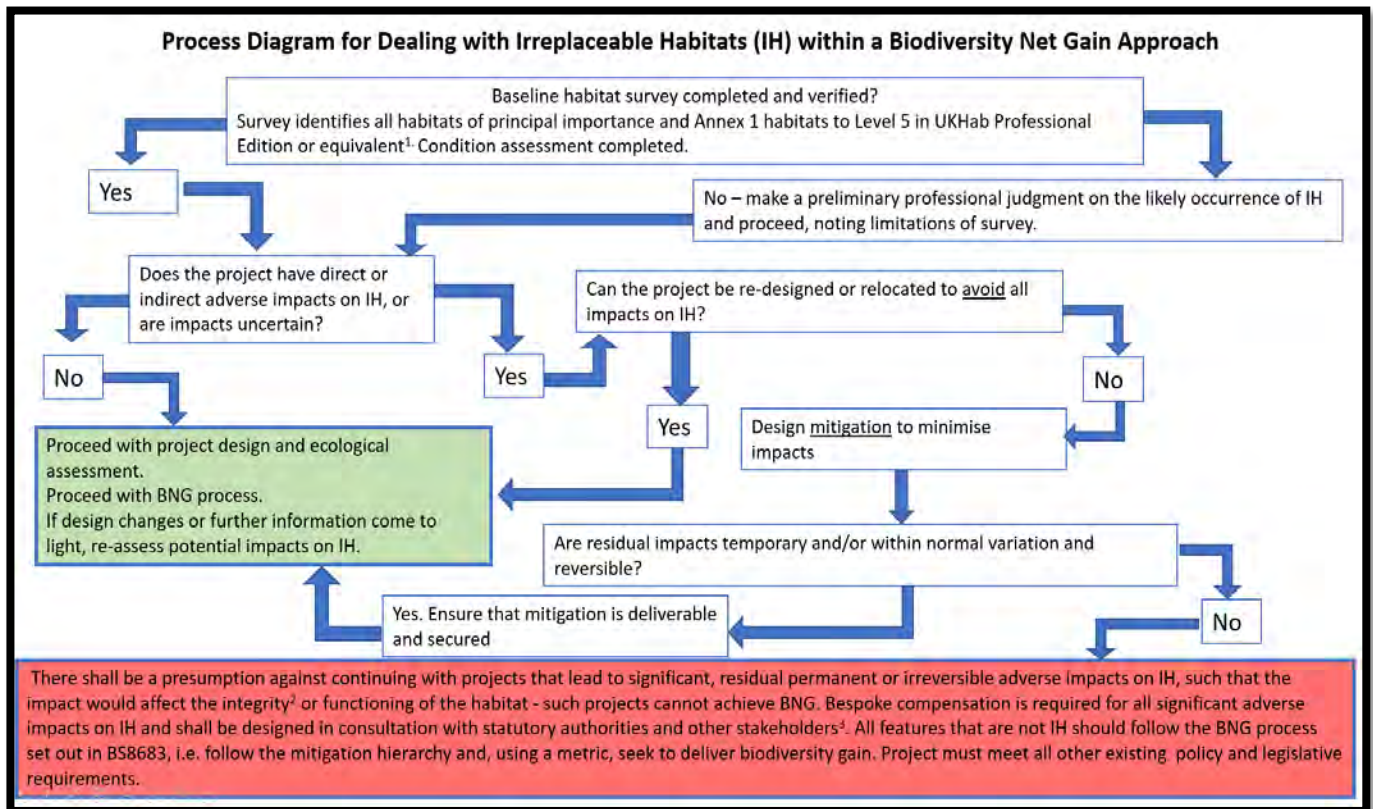 Process Diagram for Dealing with Irreplaceable Habitats (IH) within a Biodiversity Net Gain Approach
Baseline habitat survey completed and verified?
Survey identifies all habitats of principal importance and Annex 1 habitats to Level 5 in UKHab Professional
Edition or equivalent¹. Condition assessment completed.
Yes
No – make a preliminary professional judgment on the likely occurrence of IH
and proceed, noting limitations of survey.
Does the project have direct or
indirect adverse impacts on IH, or
are impacts uncertain?
Can the project be re-designed or relocated to avoid all
impacts on IH?
No
Yes
Yes
No
Design mitigation to minimise
impacts
Proceed with project design and ecological
assessment.
Proceed with BNG process.
If design changes or further information come to
light, re-assess potential impacts on IH.
Are residual impacts temporary and/or within normal variation and
reversible?
Yes. Ensure that mitigation is deliverable
and secured
No
There shall be a presumption against continuing with projects that lead to significant, residual permanent or irreversible adverse impacts on IH, such that the
impact would affect the integrity² or functioning of the habitat - such projects cannot achieve BNG. Bespoke compensation is required for all significant adverse
impacts on IH and shall be designed in consultation with statutory authorities and other stakeholders³. All features that are not IH should follow the BNG process
set out in BS8683, i.e. follow the mitigation hierarchy and, using a metric, seek to deliver biodiversity gain. Project must meet all other existing policy and legislative
requirements.